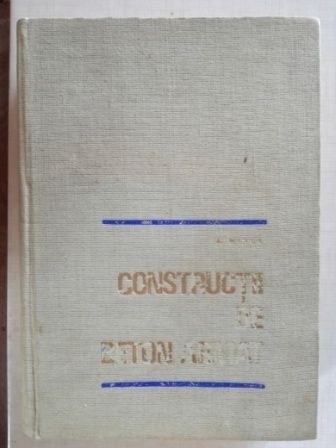 CONSTRUCȚII
DE
BETON ARMAT